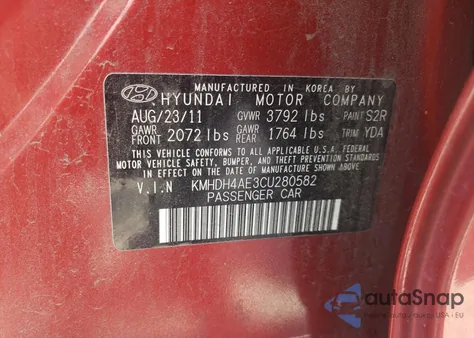 MANUFACTURED IN KOREA BY
HYUNDAI MOTOR COMPANY
AUG/23/11 GVWR 3792 lbs PAINT S2R
GAWR FRONT 2072 lbs GAWR REAR 1764 lbs TRIM YDA
THIS VEHICLE CONFORMS TO ALL APPLICABLE FEDERAL
MOTOR VEHICLE SAFETY, BUMPER, AND THEFT PREVENTION
STANDARDS IN EFFECT ON THE DATE OF MANUFACTURE
SHOWN ABOVE. U.S.A.
V.I.N KMHDH4AE3CU280582
PASSENGER CAR
autoSnap